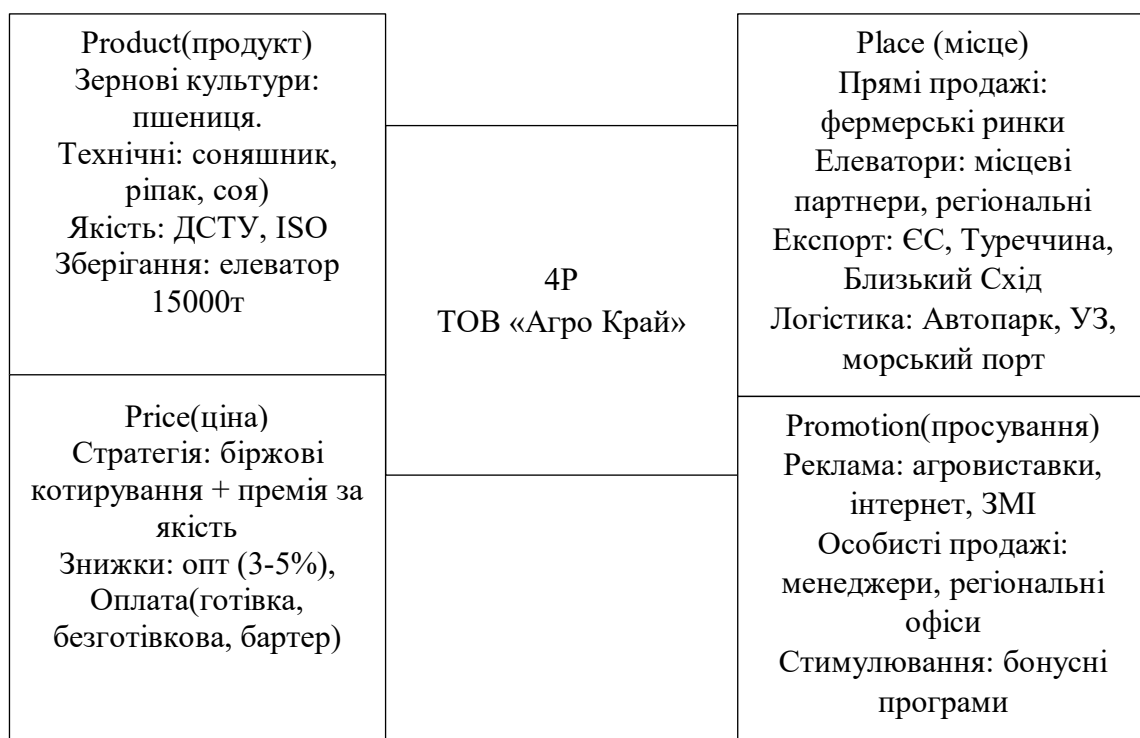 Product(продукт)
Зернові культури:
пшениця.
Технічні: соняшник,
ріпак, соя)
Якість: ДСТУ, ISO
Зберігання: елеватор
15000т
Price(ціна)
Стратегія: біржові
котирування + премія за
якість
Знижки: опт (3-5%),
Оплата(готівка,
безготівкова, бартер)
4Р
ТОВ «Агро Край»
Place (місце)
Прямі продажі:
фермерські ринки
Елеватори: місцеві
партнери, регіональні
Експорт: ЄС, Туреччина,
Близький Схід
Логістика: Автопарк, УЗ,
морський порт
Promotion(просування)
Реклама: агровиставки,
інтернет, ЗМІ
Особисті продажі:
менеджери, регіональні
офіси
Стимулювання: бонусні
програми